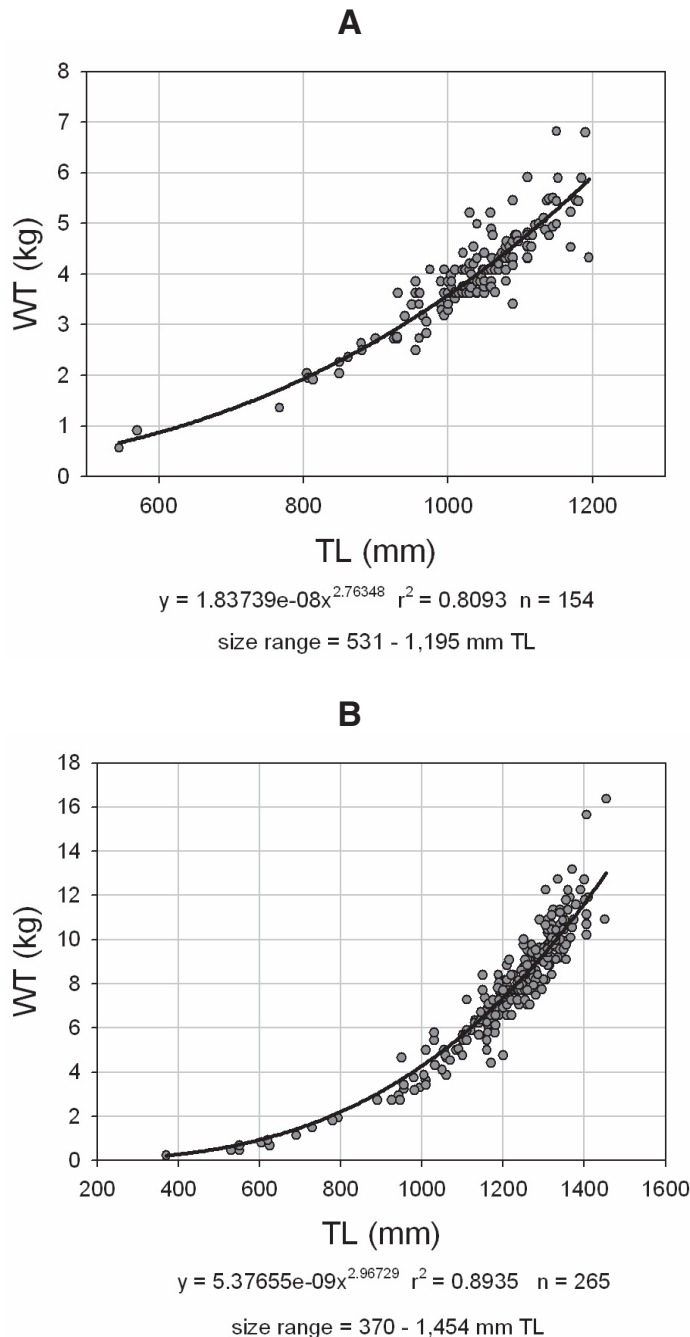 A
8
7
6
5
4
3
2
1
0
WT (kg)
600 800 1000 1200
TL (mm)
y = 1.83739e-08x^2.76348 r^2 = 0.8093 n = 154
size range = 531 - 1,195 mm TL
B
18
16
14
12
10
8
6
4
2
0
WT (kg)
200 400 600 800 1000 1200 1400 1600
TL (mm)
y = 5.37655e-09x^2.96729 r^2 = 0.8935 n = 265
size range = 370 - 1,454 mm TL